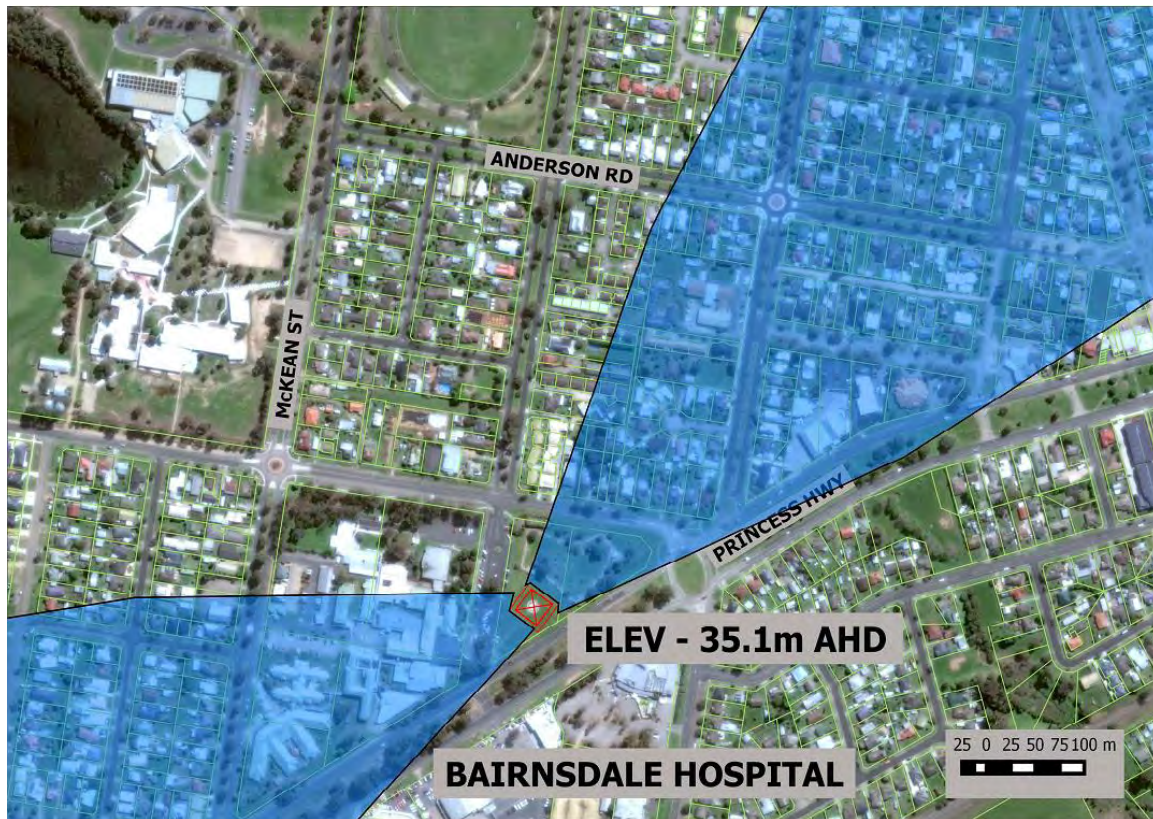 ANDERSON RD
McKEAN ST
PRINCESS HWY
ELEV - 35.1m AHD
25 0 25 50 75 100 m
BAIRNSDALE HOSPITAL